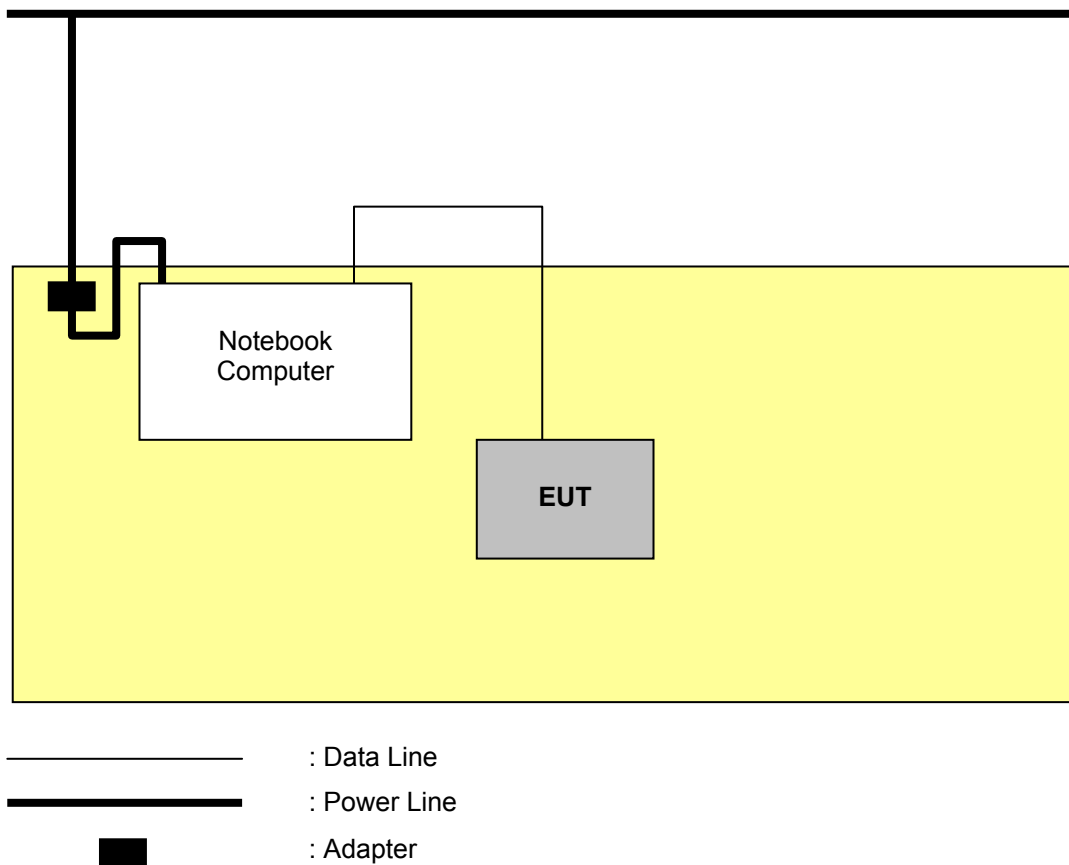 Notebook
Computer
EUT
: Data Line
: Power Line
: Adapter